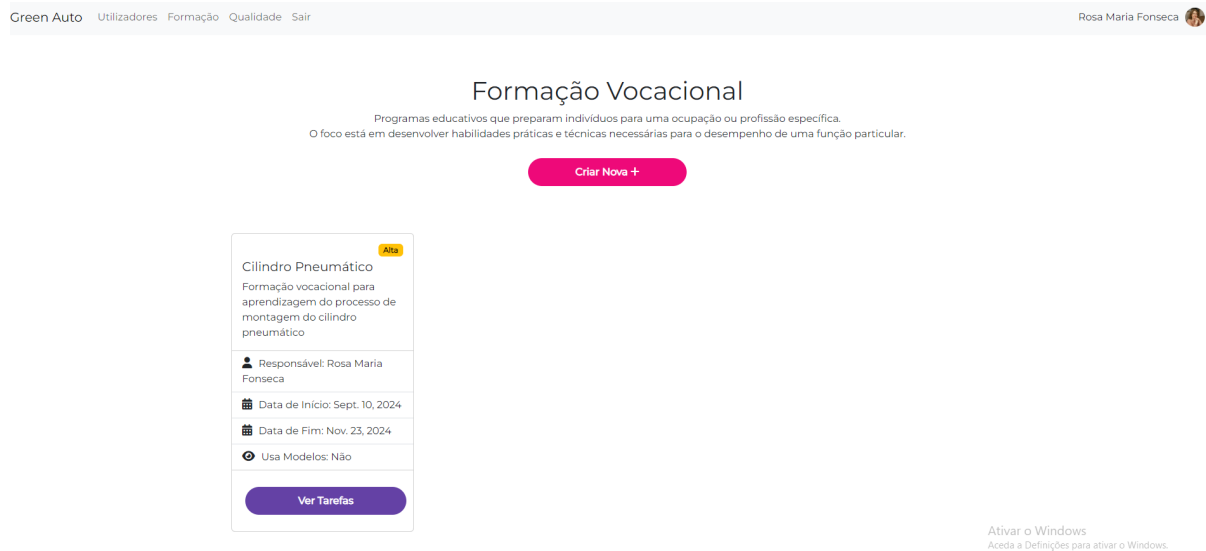 Green Auto Utilizadores Formação Qualidade Sair Rosa Maria Fonseca
Formação Vocacional
Programas educativos que preparam indivíduos para uma ocupação ou profissão específica.
O foco está em desenvolver habilidades práticas e técnicas necessárias para o desempenho de uma função particular.
Criar Nova +
Alta
Cilindro Pneumático
Formação vocacional para
aprendizagem do processo de
montagem do cilindro
pneumático
Responsável: Rosa Maria
Fonseca
Data de Início: Sept. 10, 2024
Data de Fim: Nov. 23, 2024
Usa Modelos: Não
Ver Tarefas
Ativar o Windows
Aceda a Definições para ativar o Windows.